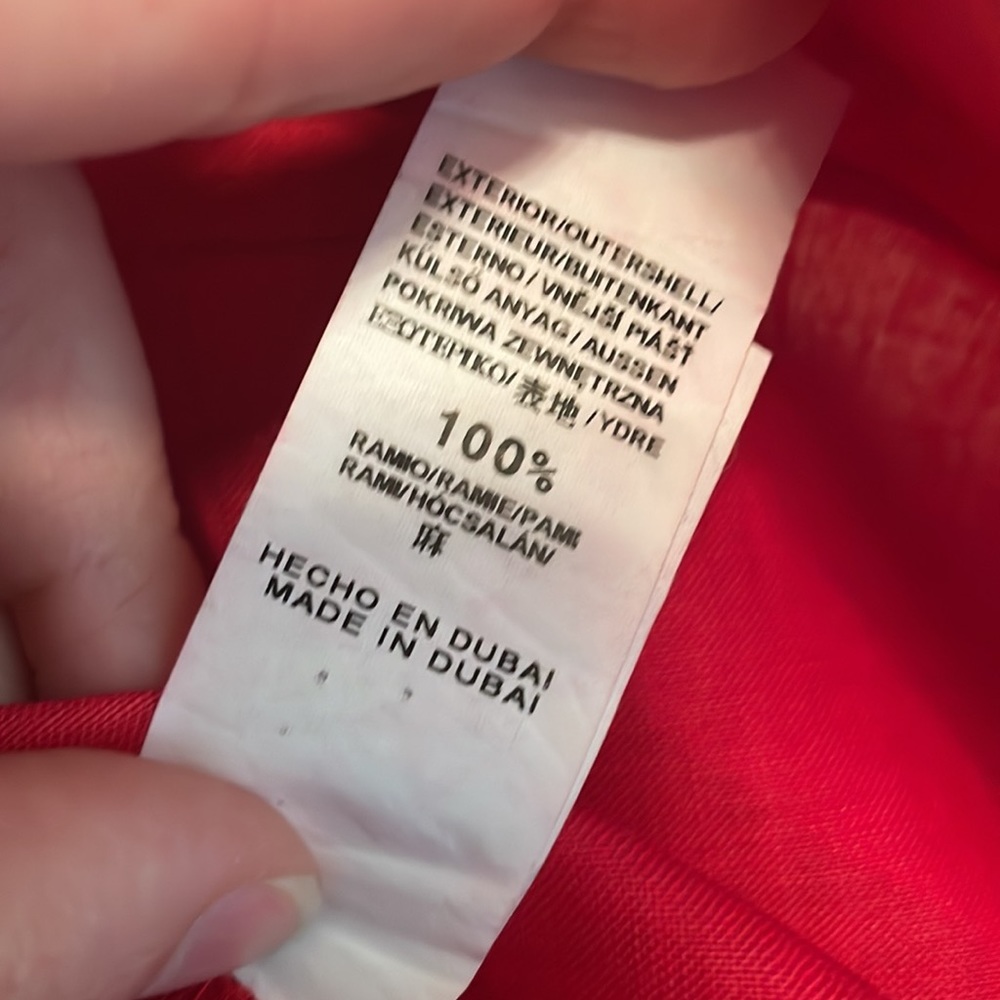 EXTERIOR/OUTERSHELL/
EXTERIEUR/BUITENKANT
ESTERNO/VNĚJŠÍ PLÁŠŤ
KÜLSŐ ANYAG/AUSSEN
POKRIWA ZEWNĘTRZNA
ΕΞΩΤΕΡΙΚΟ/表地/YDRE
100%
RAMIO/RAMIE/ΡΑΜΙ
RAMI/HÓCSALÁN/
麻
HECHO EN DUBAI
MADE IN DUBAI